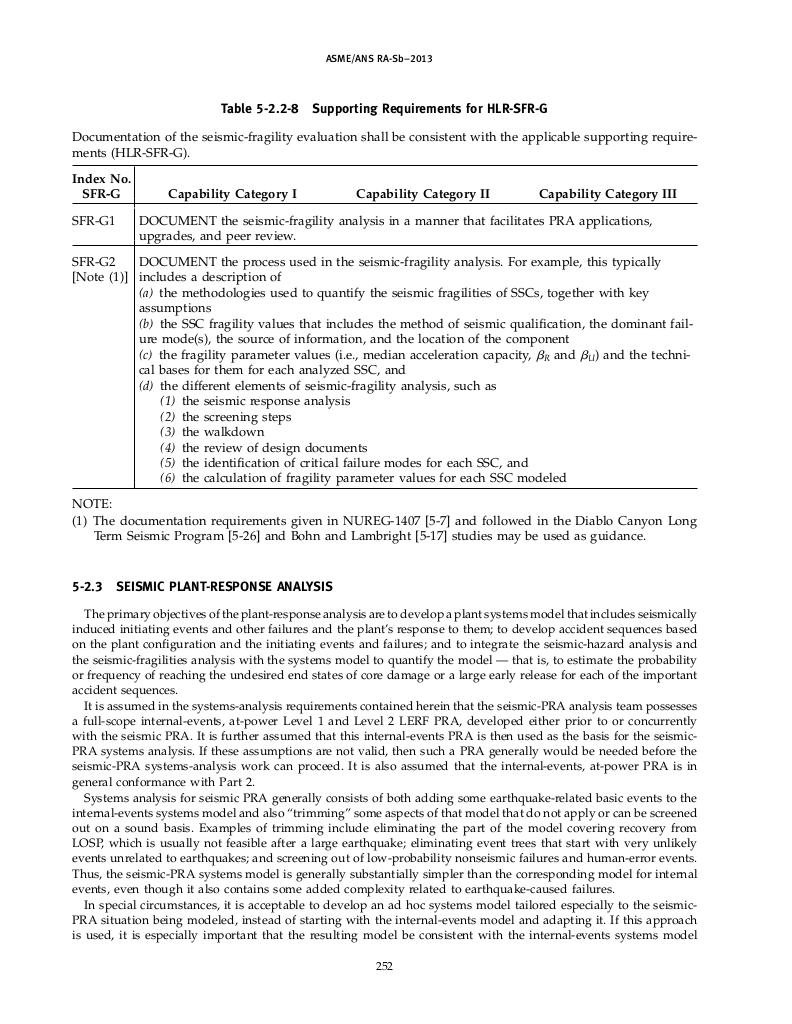 ASME/ANS RA-Sb–2013
Table 5-2.2-8 Supporting Requirements for HLR-SFR-G
Documentation of the seismic-fragility evaluation shall be consistent with the applicable supporting require-
ments (HLR-SFR-G).
Index No.
SFR-G Capability Category I Capability Category II Capability Category III
SFR-G1 DOCUMENT the seismic-fragility analysis in a manner that facilitates PRA applications,
upgrades, and peer review.
SFR-G2 DOCUMENT the process used in the seismic-fragility analysis. For example, this typically
[Note (1)] includes a description of
(a) the methodologies used to quantify the seismic fragilities of SSCs, together with key
assumptions
(b) the SSC fragility values that includes the method of seismic qualification, the dominant fail-
ure mode(s), the source of information, and the location of the component
(c) the fragility parameter values (i.e., median acceleration capacity, βR and βU) and the techni-
cal bases for them for each analyzed SSC, and
(d) the different elements of seismic-fragility analysis, such as
(1) the seismic response analysis
(2) the screening steps
(3) the walkdown
(4) the review of design documents
(5) the identification of critical failure modes for each SSC, and
(6) the calculation of fragility parameter values for each SSC modeled
NOTE:
(1) The documentation requirements given in NUREG-1407 [5-7] and followed in the Diablo Canyon Long
Term Seismic Program [5-26] and Bohn and Lambright [5-17] studies may be used as guidance.
5-2.3 SEISMIC PLANT-RESPONSE ANALYSIS
The primary objectives of the plant-response analysis are to develop a plant systems model that includes seismically
induced initiating events and other failures and the plant's response to them; to develop accident sequences based
on the plant configuration and the initiating events and failures; and to integrate the seismic-hazard analysis and
the seismic-fragilities analysis with the systems model to quantify the model — that is, to estimate the probability
or frequency of reaching the undesired end states of core damage or a large early release for each of the important
accident sequences.
It is assumed in the systems-analysis requirements contained herein that the seismic-PRA analysis team possesses
a full-scope internal-events, at-power Level 1 and Level 2 LERF PRA, developed either prior to or concurrently
with the seismic PRA. It is further assumed that this internal-events PRA is then used as the basis for the seismic-
PRA systems analysis. If these assumptions are not valid, then such a PRA generally would be needed before the
seismic-PRA systems-analysis work can proceed. It is also assumed that the internal-events, at-power PRA is in
general conformance with Part 2.
Systems analysis for seismic PRA generally consists of both adding some earthquake-related basic events to the
internal-events systems model and also “trimming” some aspects of that model that do not apply or can be screened
out on a sound basis. Examples of trimming include eliminating the part of the model covering recovery from
LOSP, which is usually not feasible after a large earthquake; eliminating event trees that start with very unlikely
events unrelated to earthquakes; and screening out of low-probability nonseismic failures and human-error events.
Thus, the seismic-PRA systems model is generally substantially simpler than the corresponding model for internal
events, even though it also contains some added complexity related to earthquake-caused failures.
In special circumstances, it is acceptable to develop an ad hoc systems model tailored especially to the seismic-
PRA situation being modeled, instead of starting with the internal-events model and adapting it. If this approach
is used, it is especially important that the resulting model be consistent with the internal-events systems model
252